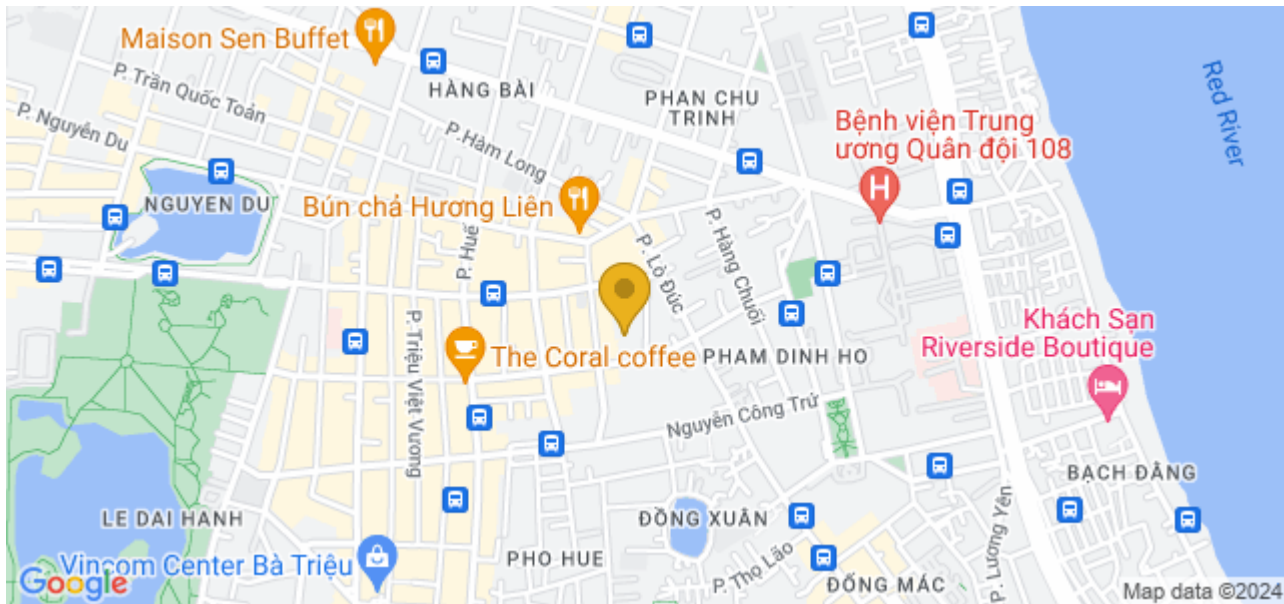 Maison Sen Buffet
P. Trần Quốc Toản
HÀNG BÀI
PHAN CHU
TRINH
Red River
P. Nguyễn Du
P.Hàm Long
Bệnh viện Trung
ương Quân đội 108
NGUYEN DU
Bún chả Hương Liên
P. Huế
P. Lò Đúc
P. Hàng Chuối
P. Triệu Việt Vương
The Coral coffee
PHAM DINH HO
Khách Sạn
Riverside Boutique
Nguyễn Công Trứ
BẠCH ĐẰNG
LE DAI HANH
ĐỒNG XUÂN
P. Lương Yên
Vincom Center Bà Triệu
PHO HUE
P. Thọ Lão
ĐỐNG MÁC
Google
Map data ©2024